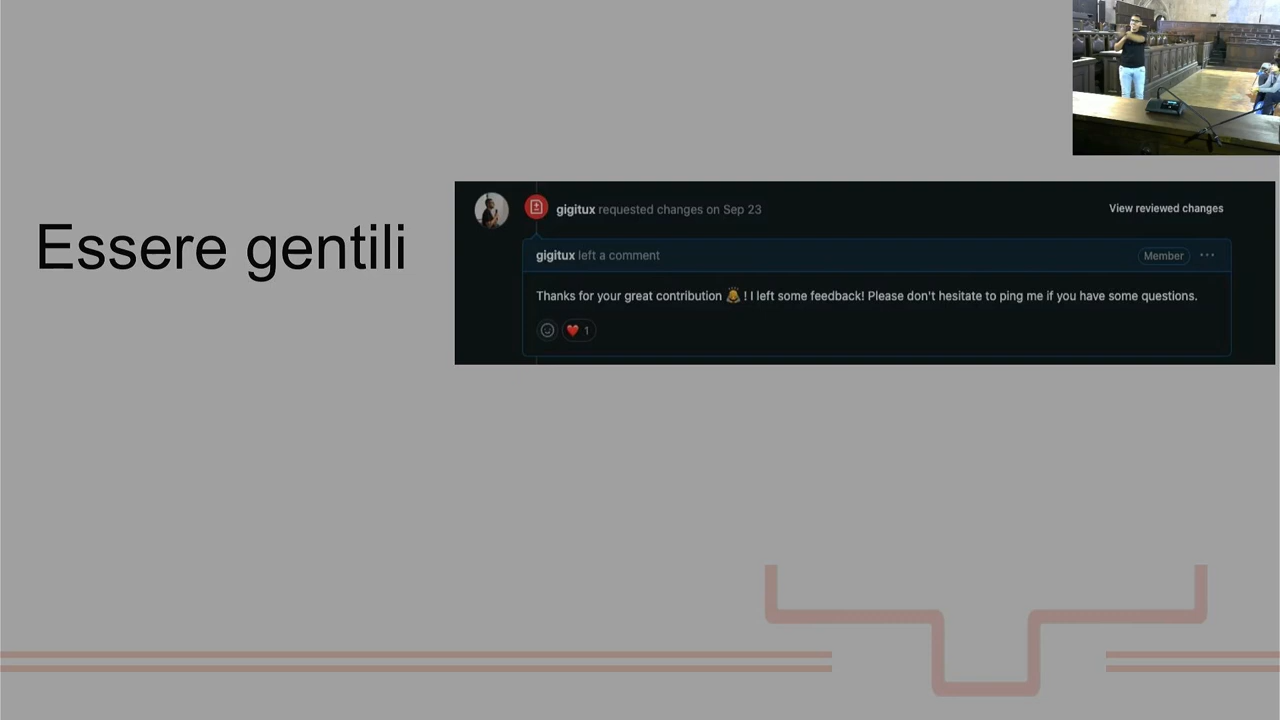 Essere gentili
gigitux requested changes on Sep 23
View reviewed changes
gigitux left a comment
Member
Thanks for your great contribution 🙇! I left some feedback! Please don't hesitate to ping me if you have some questions.
❤️ 1